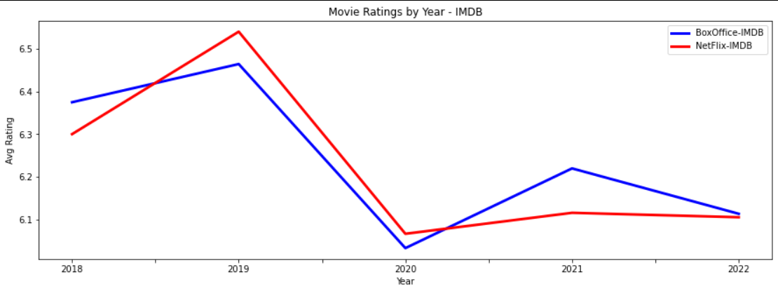 Movie Ratings by Year - IMDB
BoxOffice-IMDB
NetFlix-IMDB
Avg Rating
6.5
6.4
6.3
6.2
6.1
2018 2019 2020 2021 2022
Year